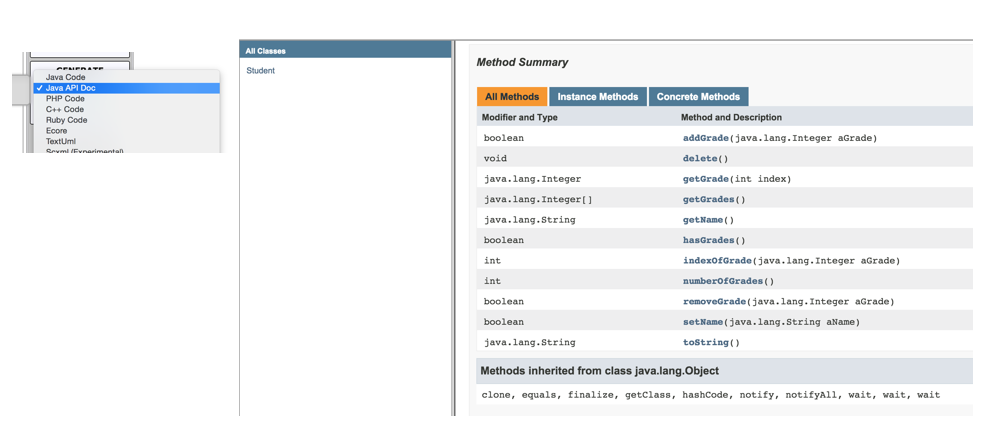 GENERATE
Java Code
✓ Java API Doc
PHP Code
C++ Code
Ruby Code
Ecore
TextUml
Scxml (Experimental)
All Classes
Student
Method Summary
All Methods Instance Methods Concrete Methods
Modifier and Type Method and Description
boolean addGrade(java.lang.Integer aGrade)
void delete()
java.lang.Integer getGrade(int index)
java.lang.Integer[] getGrades()
java.lang.String getName()
boolean hasGrades()
int indexOfGrade(java.lang.Integer aGrade)
int numberOfGrades()
boolean removeGrade(java.lang.Integer aGrade)
boolean setName(java.lang.String aName)
java.lang.String toString()
Methods inherited from class java.lang.Object
clone, equals, finalize, getClass, hashCode, notify, notifyAll, wait, wait, wait